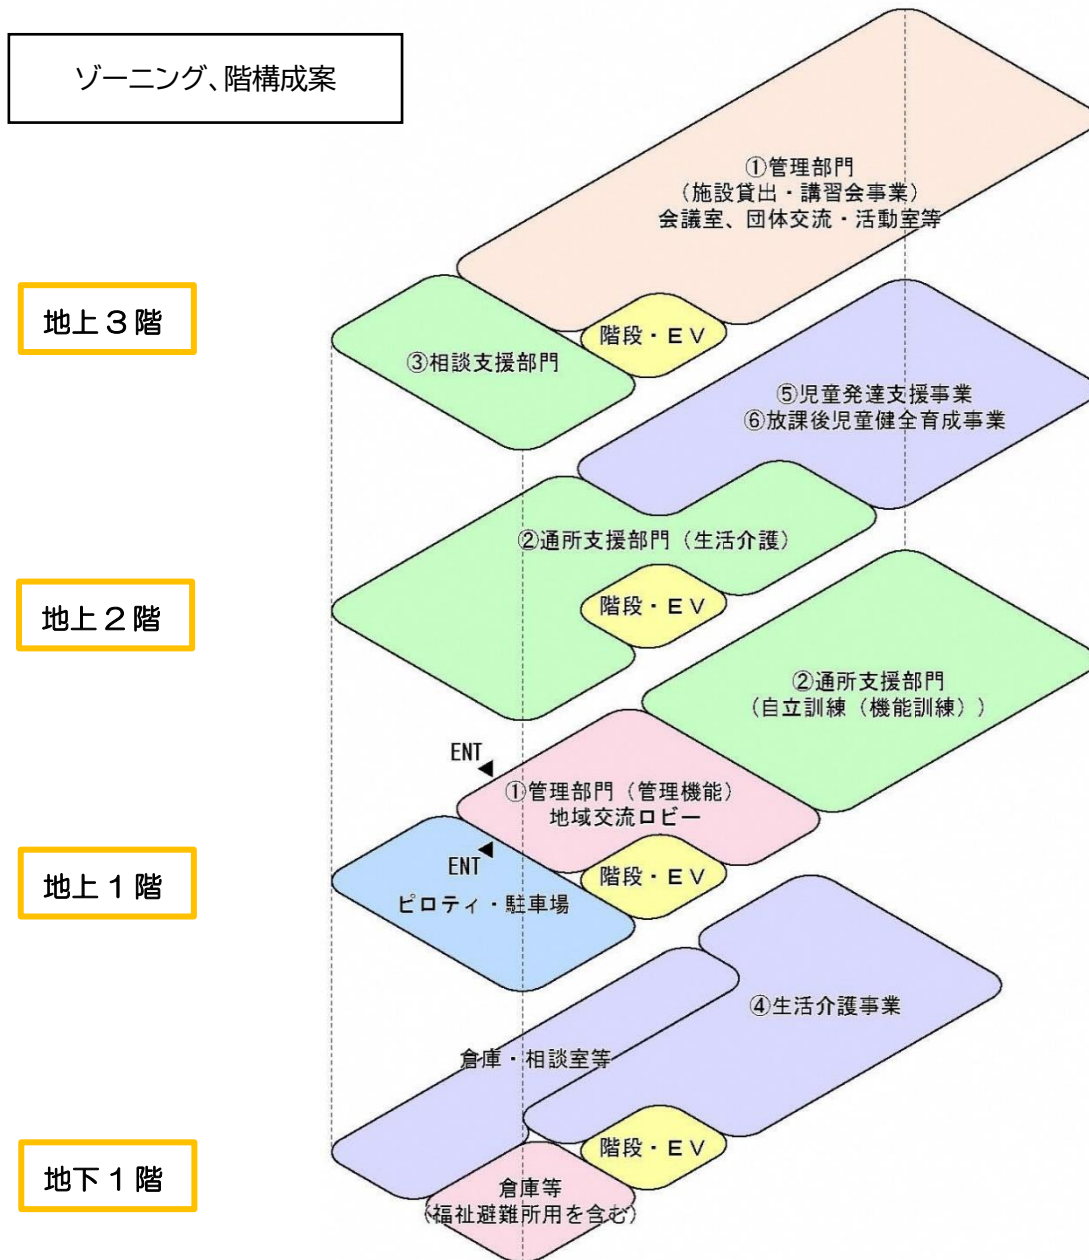 ゾーニング、階構成案
①管理部門
(施設貸出・講習会事業)
会議室、団体交流・活動室等
地上3階
階段・EV
③相談支援部門
⑤児童発達支援事業
⑥放課後児童健全育成事業
②通所支援部門(生活介護)
地上2階
階段・EV
②通所支援部門
(自立訓練(機能訓練))
ENT
①管理部門(管理機能)
地域交流ロビー
ENT
地上1階
階段・EV
ピロティ・駐車場
④生活介護事業
倉庫・相談室等
地下1階
階段・EV
倉庫等
(福祉避難所用を含む)